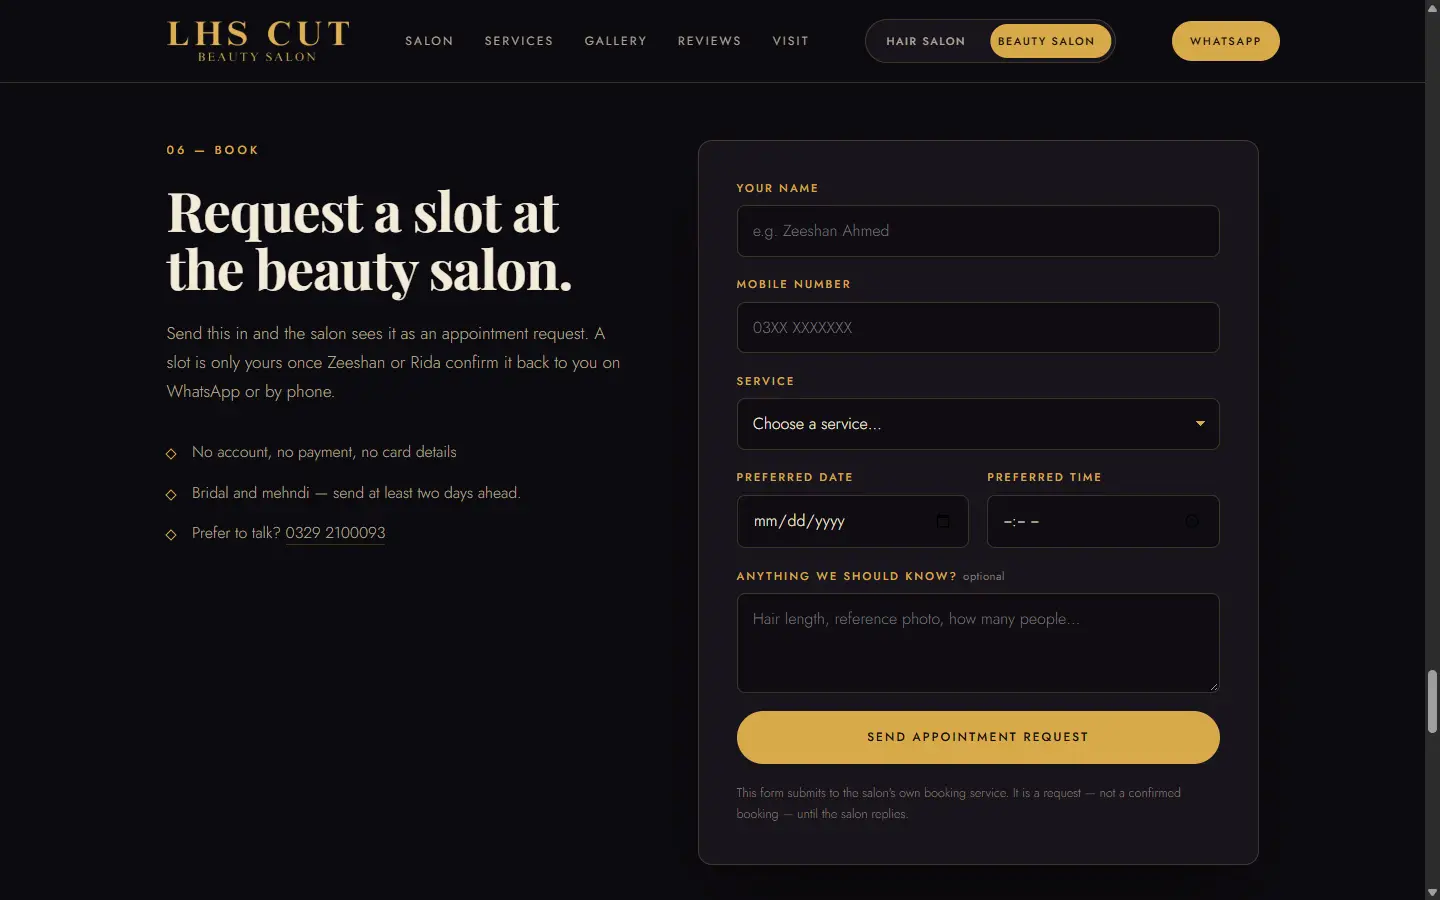 LHS CUT
BEAUTY SALON
SALON
SERVICES
GALLERY
REVIEWS
VISIT
HAIR SALON
BEAUTY SALON
WHATSAPP
06 — BOOK
Request a slot at
the beauty salon.
Send this in and the salon sees it as an appointment request. A
slot is only yours once Zeeshan or Rida confirm it back to you on
WhatsApp or by phone.
No account, no payment, no card details
Bridal and mehndi — send at least two days ahead.
Prefer to talk? 0329 2100093
YOUR NAME
e.g. Zeeshan Ahmed
MOBILE NUMBER
03XX XXXXXXX
SERVICE
Choose a service...
PREFERRED DATE
mm/dd/yyyy
PREFERRED TIME
--:-- --
ANYTHING WE SHOULD KNOW? optional
Hair length, reference photo, how many people...
SEND APPOINTMENT REQUEST
This form submits to the salon's own booking service. It is a request — not a confirmed
booking — until the salon replies.